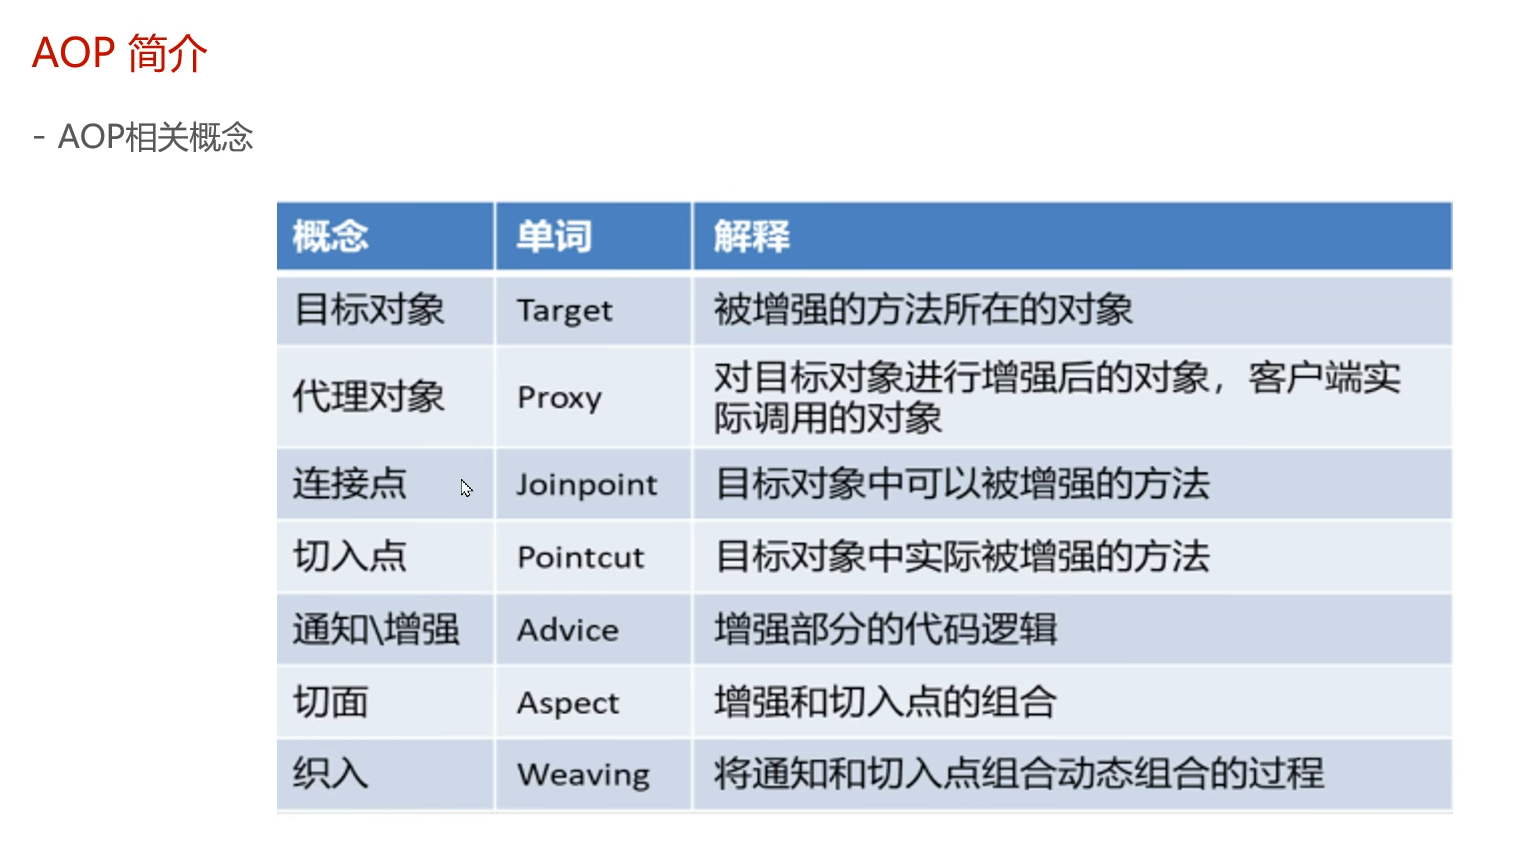 AOP 简介
- AOP相关概念
概念 单词 解释
目标对象 Target 被增强的方法所在的对象
代理对象 Proxy 对目标对象进行增强后的对象，客户端实
际调用的对象
连接点 Joinpoint 目标对象中可以被增强的方法
切入点 Pointcut 目标对象中实际被增强的方法
通知\增强 Advice 增强部分的代码逻辑
切面 Aspect 增强和切入点的组合
织入 Weaving 将通知和切入点组合动态组合的过程